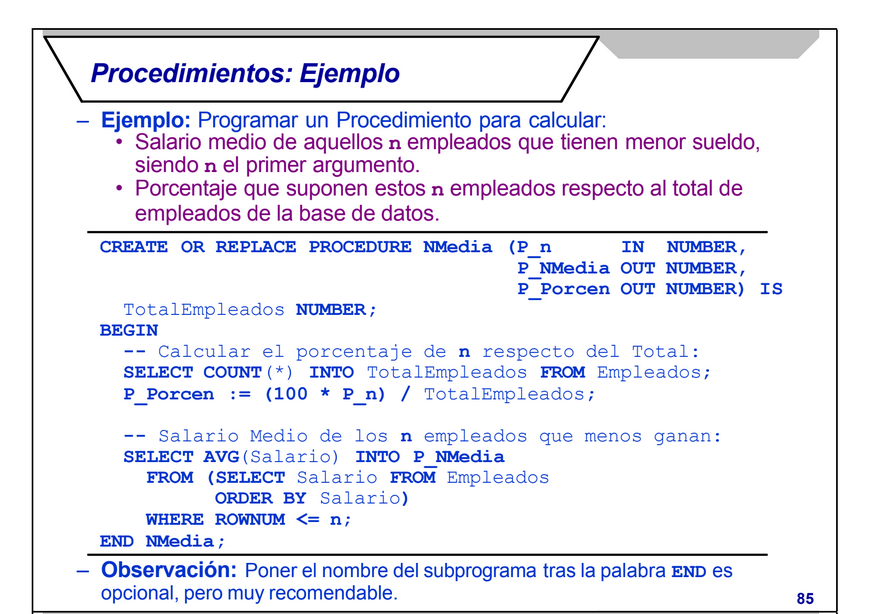 Procedimientos: Ejemplo
– Ejemplo: Programar un Procedimiento para calcular:
• Salario medio de aquellos n empleados que tienen menor sueldo,
siendo n el primer argumento.
• Porcentaje que suponen estos n empleados respecto al total de
empleados de la base de datos.
CREATE OR REPLACE PROCEDURE NMedia (P_n IN NUMBER,
P_NMedia OUT NUMBER,
P_Porcen OUT NUMBER) IS
TotalEmpleados NUMBER;
BEGIN
-- Calcular el porcentaje de n respecto del Total:
SELECT COUNT(*) INTO TotalEmpleados FROM Empleados;
P_Porcen := (100 * P_n) / TotalEmpleados;
-- Salario Medio de los n empleados que menos ganan:
SELECT AVG(Salario) INTO P_NMedia
FROM (SELECT Salario FROM Empleados
ORDER BY Salario)
WHERE ROWNUM <= n;
END NMedia;
– Observación: Poner el nombre del subprograma tras la palabra END es
opcional, pero muy recomendable.
85